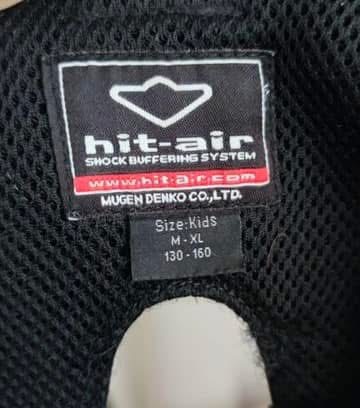 hit-air
SHOCK BUFFERING SYSTEM
www.hit-air.com
MUGEN DENKO CO.,LTD.
Size:Kids
M - XL
130 - 160